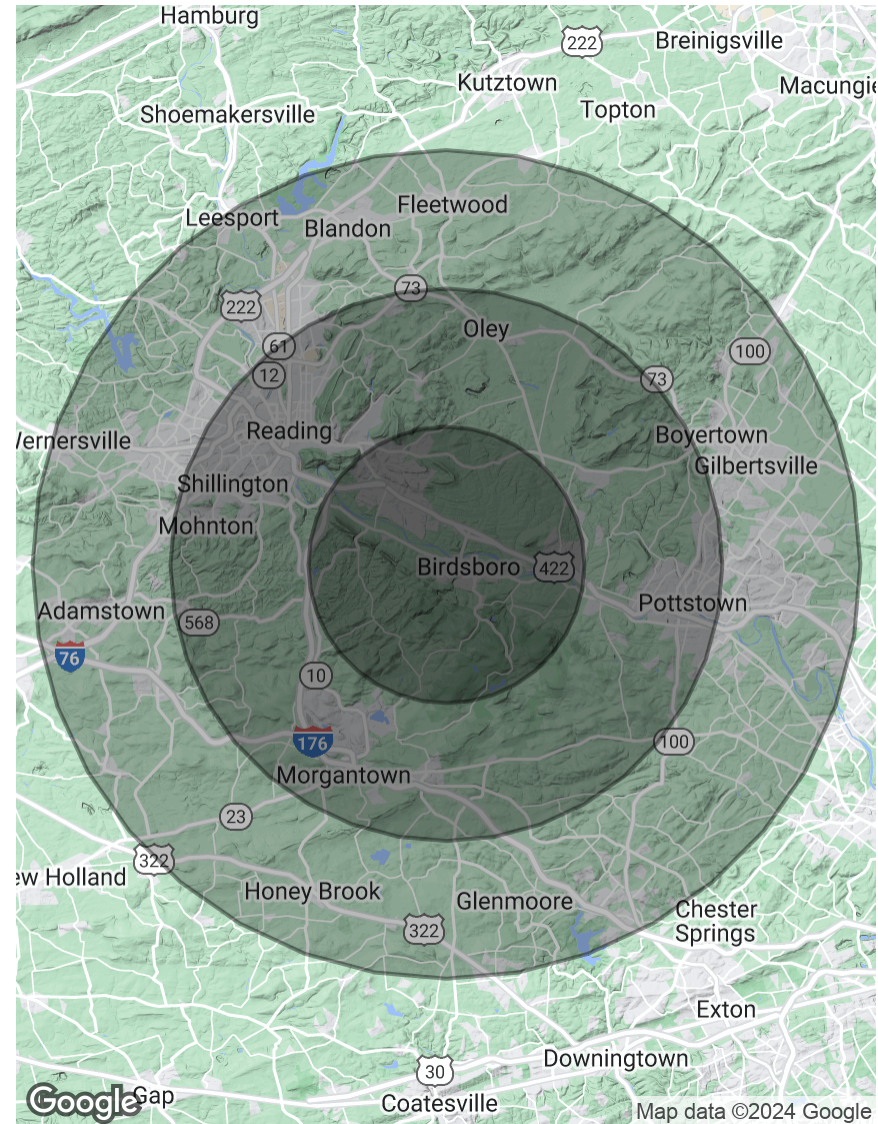 Hamburg
222
Breinigsville
Kutztown
Macungie
Topton
Shoemakersville
Fleetwood
Leesport
Blandon
73
222
Oley
61
100
12
73
Reading
Boyertown
Wernersville
Gilbertsville
Shillington
Mohnton
Birdsboro
422
Pottstown
Adamstown
568
76
10
176
100
Morgantown
23
322
ew Holland
Honey Brook
Glenmoore
Chester
Springs
322
Exton
Downingtown
30
Google
Gap
Coatesville
Map data ©2024 Google